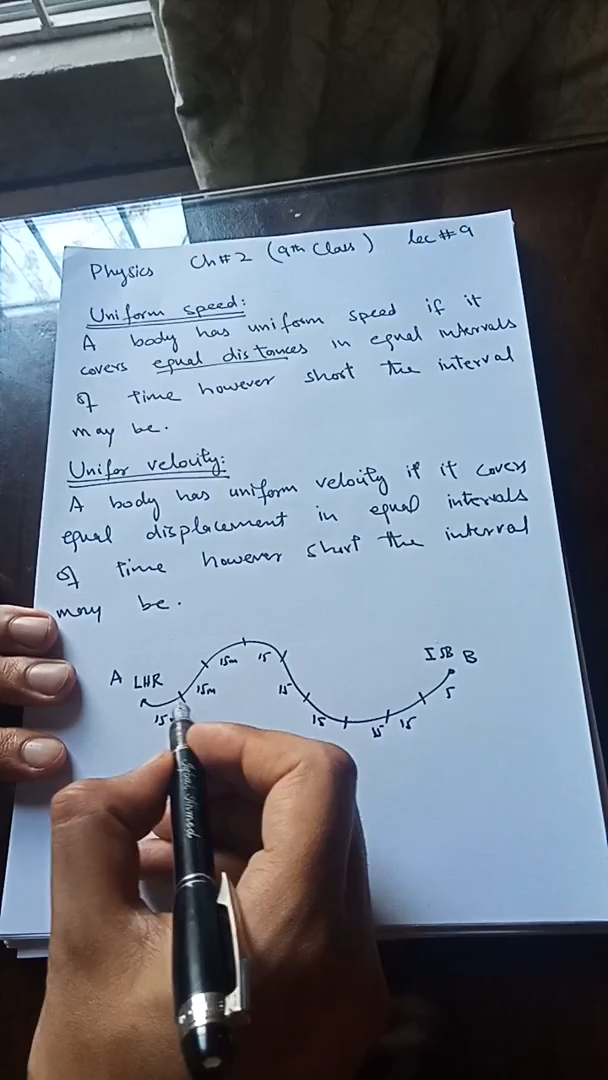 Physics Ch#2 (9th Class) Lec#9
Uniform speed:
A body has uniform speed if it
covers equal distances in equal intervals
of time however short the interval
may be.
Unifor velocity:
A body has uniform velocity if it covers
equal displacement in equal intervals
of time however short the interval
may be.
A LHR
15
15m
15m
15
15
15
15
15
5
ISB B